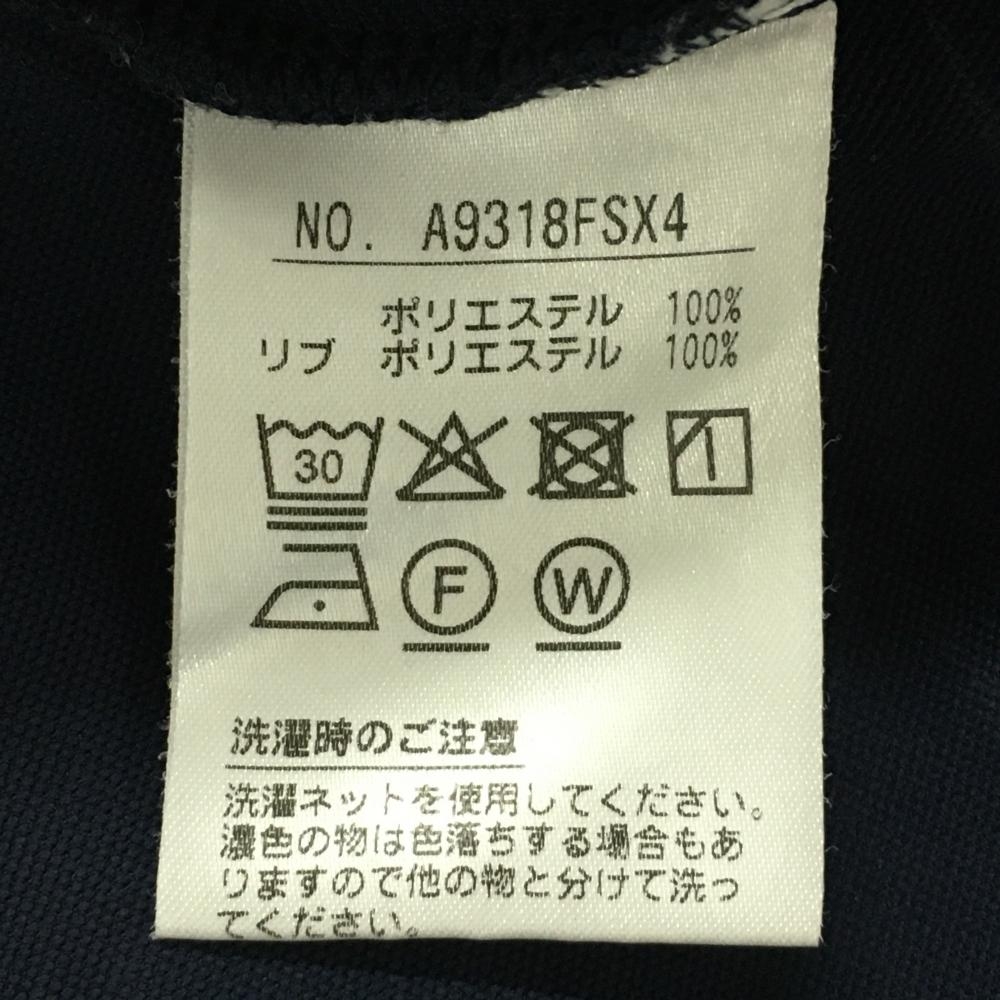 NO. A9318FSX4
ポリエステル 100%
リブ ポリエステル 100%
30
F W
洗濯時のご注意
洗濯ネットを使用してください。
濃色の物は色落ちする場合もあ
りますので他の物と分けて洗っ
てください。